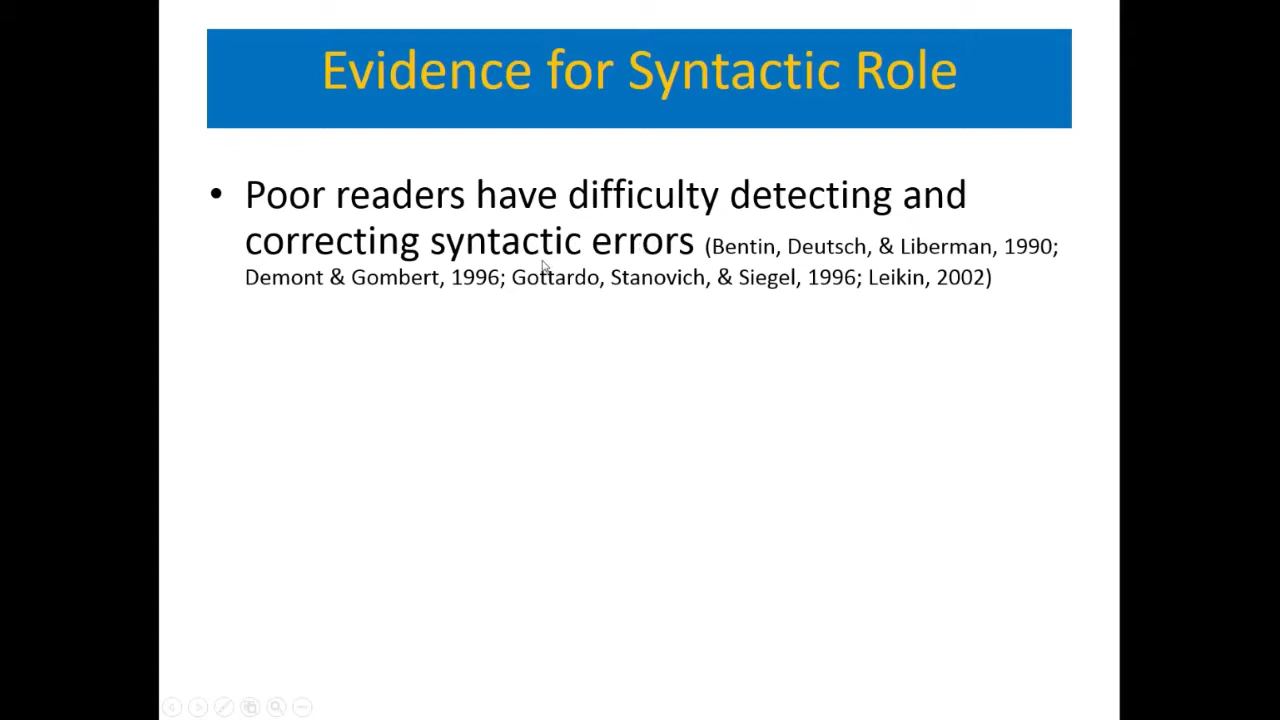 Evidence for Syntactic Role
• Poor readers have difficulty detecting and
correcting syntactic errors (Bentin, Deutsch, & Liberman, 1990;
Demont & Gombert, 1996; Gottardo, Stanovich, & Siegel, 1996; Leikin, 2002)